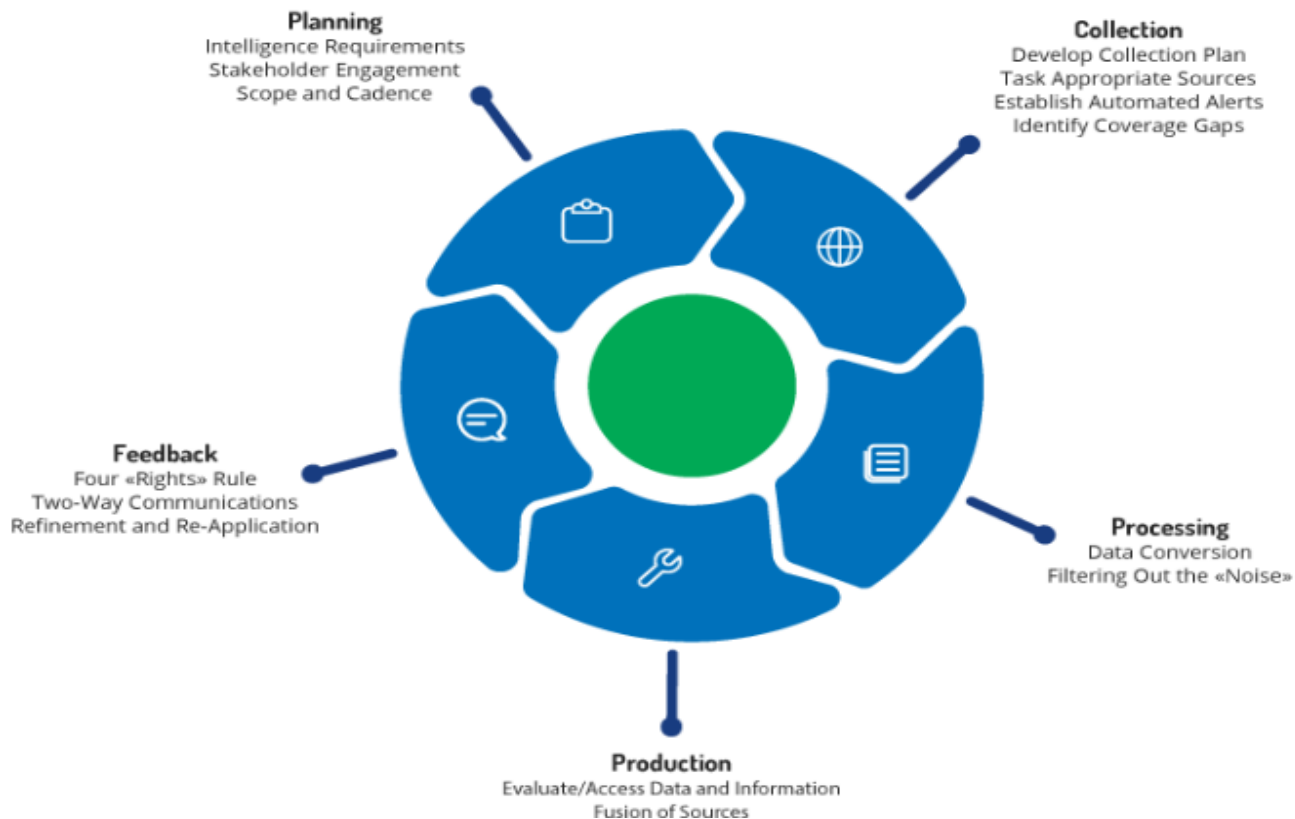 Planning
Intelligence Requirements
Stakeholder Engagement
Scope and Cadence
Collection
Develop Collection Plan
Task Appropriate Sources
Establish Automated Alerts
Identify Coverage Gaps
Processing
Data Conversion
Filtering Out the «Noise»
Production
Evaluate/Access Data and Information
Fusion of Sources
Feedback
Four «Rights» Rule
Two-Way Communications
Refinement and Re-Application